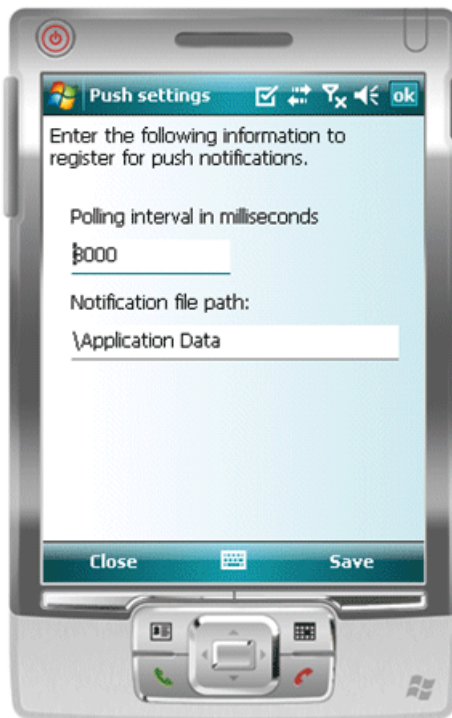 Push settings
ok
Enter the following information to
register for push notifications.
Polling interval in milliseconds
8000
Notification file path:
\Application Data
Close
Save